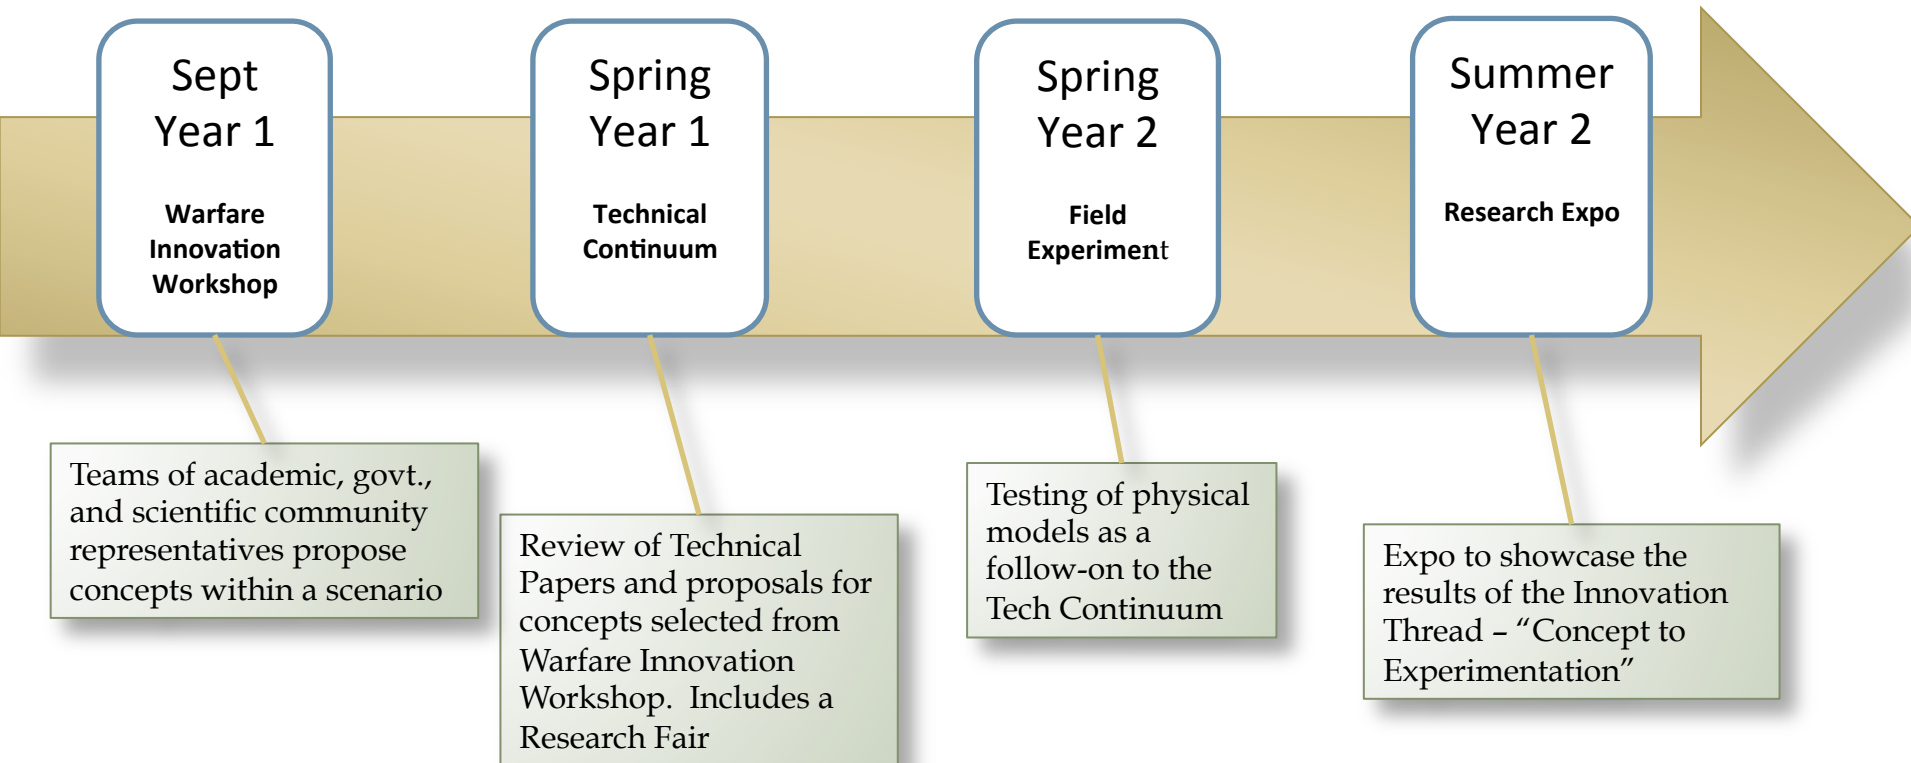 Sept
Year 1
Warfare
Innovation
Workshop
Spring
Year 1
Technical
Continuum
Spring
Year 2
Field
Experiment
Summer
Year 2
Research Expo
Teams of academic, govt.,
and scientific community
representatives propose
concepts within a scenario
Review of Technical
Papers and proposals for
concepts selected from
Warfare Innovation
Workshop.  Includes a
Research Fair
Testing of physical
models as a
follow-on to the
Tech Continuum
Expo to showcase the
results of the Innovation
Thread – “Concept to
Experimentation”